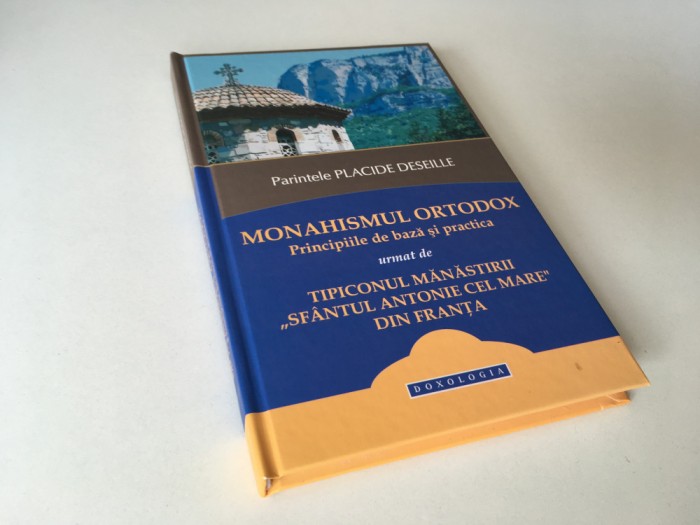 Parintele PLACIDE DESEILLE
MONAHISMUL ORTODOX
Principiile de bază și practica
urmat de
TIPICONUL MĂNĂSTIRII
„SFÂNTUL ANTONIE CEL MARE”
DIN FRANȚA
DOXOLOGIA